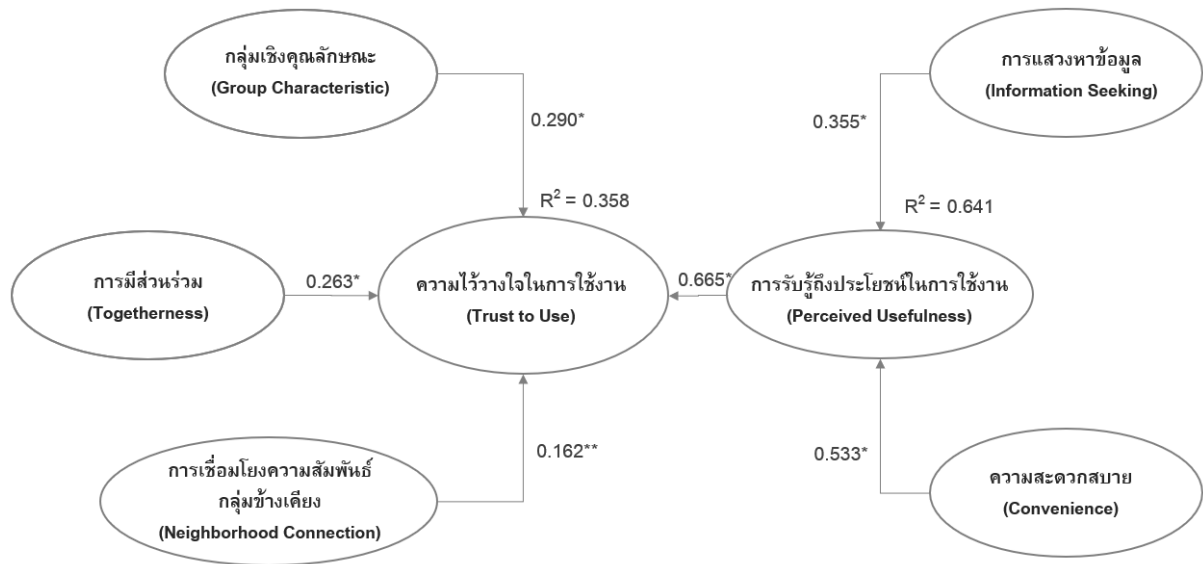 กลุ่มเชิงคุณลักษณะ
(Group Characteristic)
การแสวงหาข้อมูล
(Information Seeking)
0.290*
0.355*
R² = 0.358
R² = 0.641
การมีส่วนร่วม
(Togetherness)
0.263*
ความไว้วางใจในการใช้งาน
(Trust to Use)
0.665*
การรับรู้ถึงประโยชน์ในการใช้งาน
(Perceived Usefulness)
การเชื่อมโยงความสัมพันธ์
กลุ่มข้างเคียง
(Neighborhood Connection)
0.162**
0.533*
ความสะดวกสบาย
(Convenience)